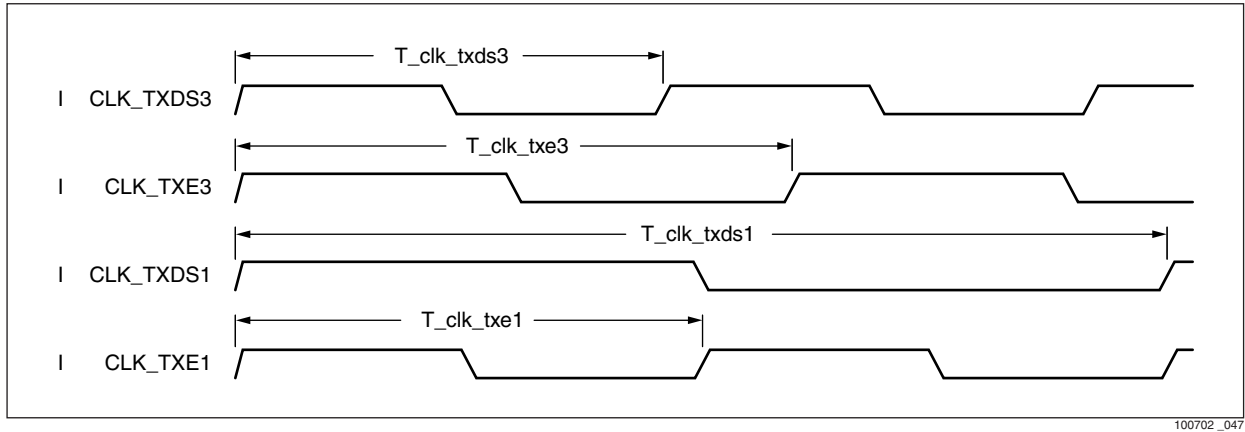 T_clk_txds3
I CLK_TXDS3
T_clk_txe3
I CLK_TXE3
T_clk_txds1
I CLK_TXDS1
T_clk_txe1
I CLK_TXE1
100702 _047